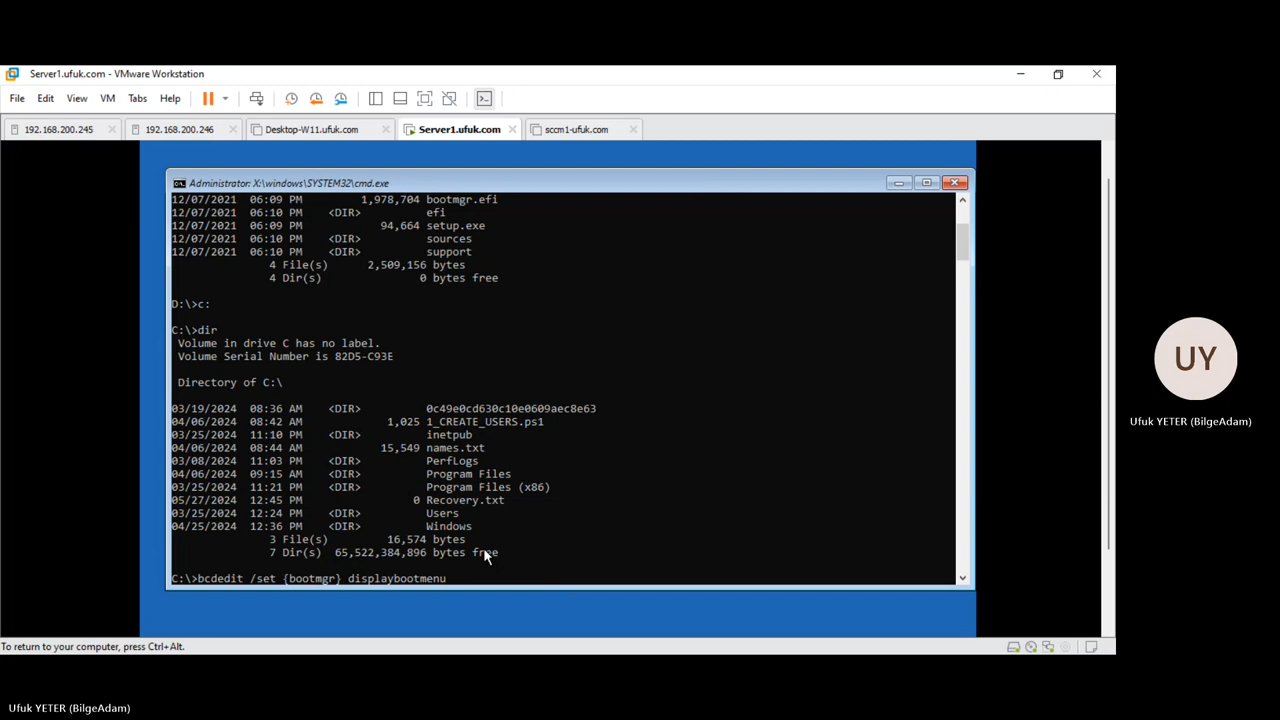 Server1.ufuk.com - VMware Workstation
File Edit View VM Tabs Help
192.168.200.245 192.168.200.246 Desktop-W11.ufuk.com Server1.ufuk.com sccm1-ufuk.com
Administrator: X:\windows\SYSTEM32\cmd.exe
12/07/2021 06:09 PM 1,978,704 bootmgr.efi
12/07/2021 06:10 PM <DIR> efi
12/07/2021 06:09 PM 94,664 setup.exe
12/07/2021 06:10 PM <DIR> sources
12/07/2021 06:10 PM <DIR> support
4 File(s) 2,509,156 bytes
4 Dir(s) 0 bytes free
D:\>c:
C:\>dir
Volume in drive C has no label.
Volume Serial Number is 82D5-C93E
Directory of C:\
03/19/2024 08:36 AM <DIR> 0c49e0cd630c10e0609aec8e63
04/06/2024 08:42 AM 1,025 1_CREATE_USERS.ps1
03/25/2024 11:10 PM <DIR> inetpub
04/06/2024 08:44 AM 15,549 names.txt
03/08/2024 11:03 PM <DIR> PerfLogs
04/06/2024 09:15 AM <DIR> Program Files
03/25/2024 11:21 PM <DIR> Program Files (x86)
05/27/2024 12:45 PM 0 Recovery.txt
03/25/2024 12:24 PM <DIR> Users
04/25/2024 12:36 PM <DIR> Windows
3 File(s) 16,574 bytes
7 Dir(s) 65,522,384,896 bytes free
C:\>bcdedit /set {bootmgr} displaybootmenu
To return to your computer, press Ctrl+Alt.
UY
Ufuk YETER (BilgeAdam)
Ufuk YETER (BilgeAdam)